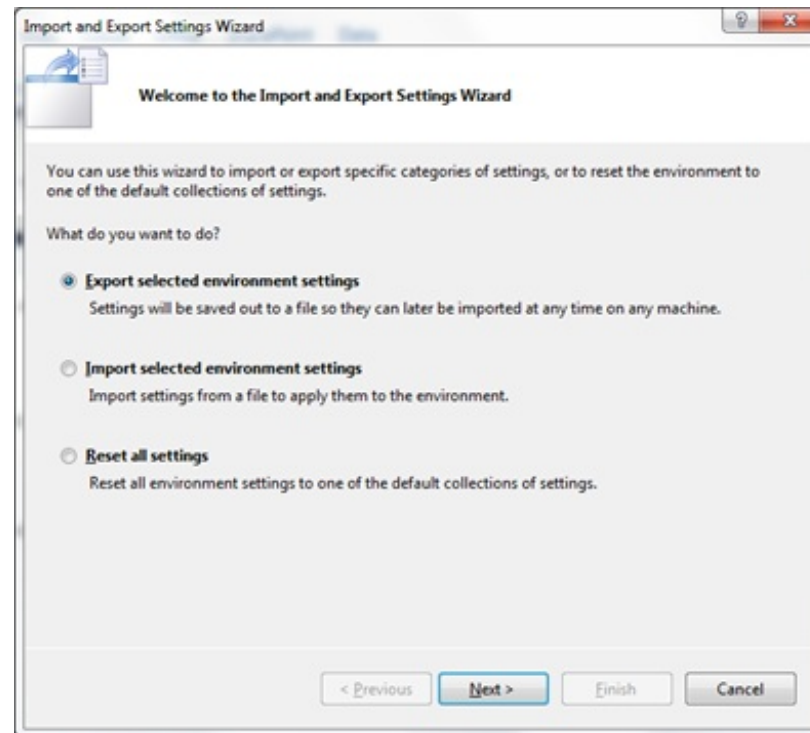 Import and Export Settings Wizard
Welcome to the Import and Export Settings Wizard
You can use this wizard to import or export specific categories of settings, or to reset the environment to
one of the default collections of settings.
What do you want to do?
Export selected environment settings
Settings will be saved out to a file so they can later be imported at any time on any machine.
Import selected environment settings
Import settings from a file to apply them to the environment.
Reset all settings
Reset all environment settings to one of the default collections of settings.
< Previous Next > Finish Cancel